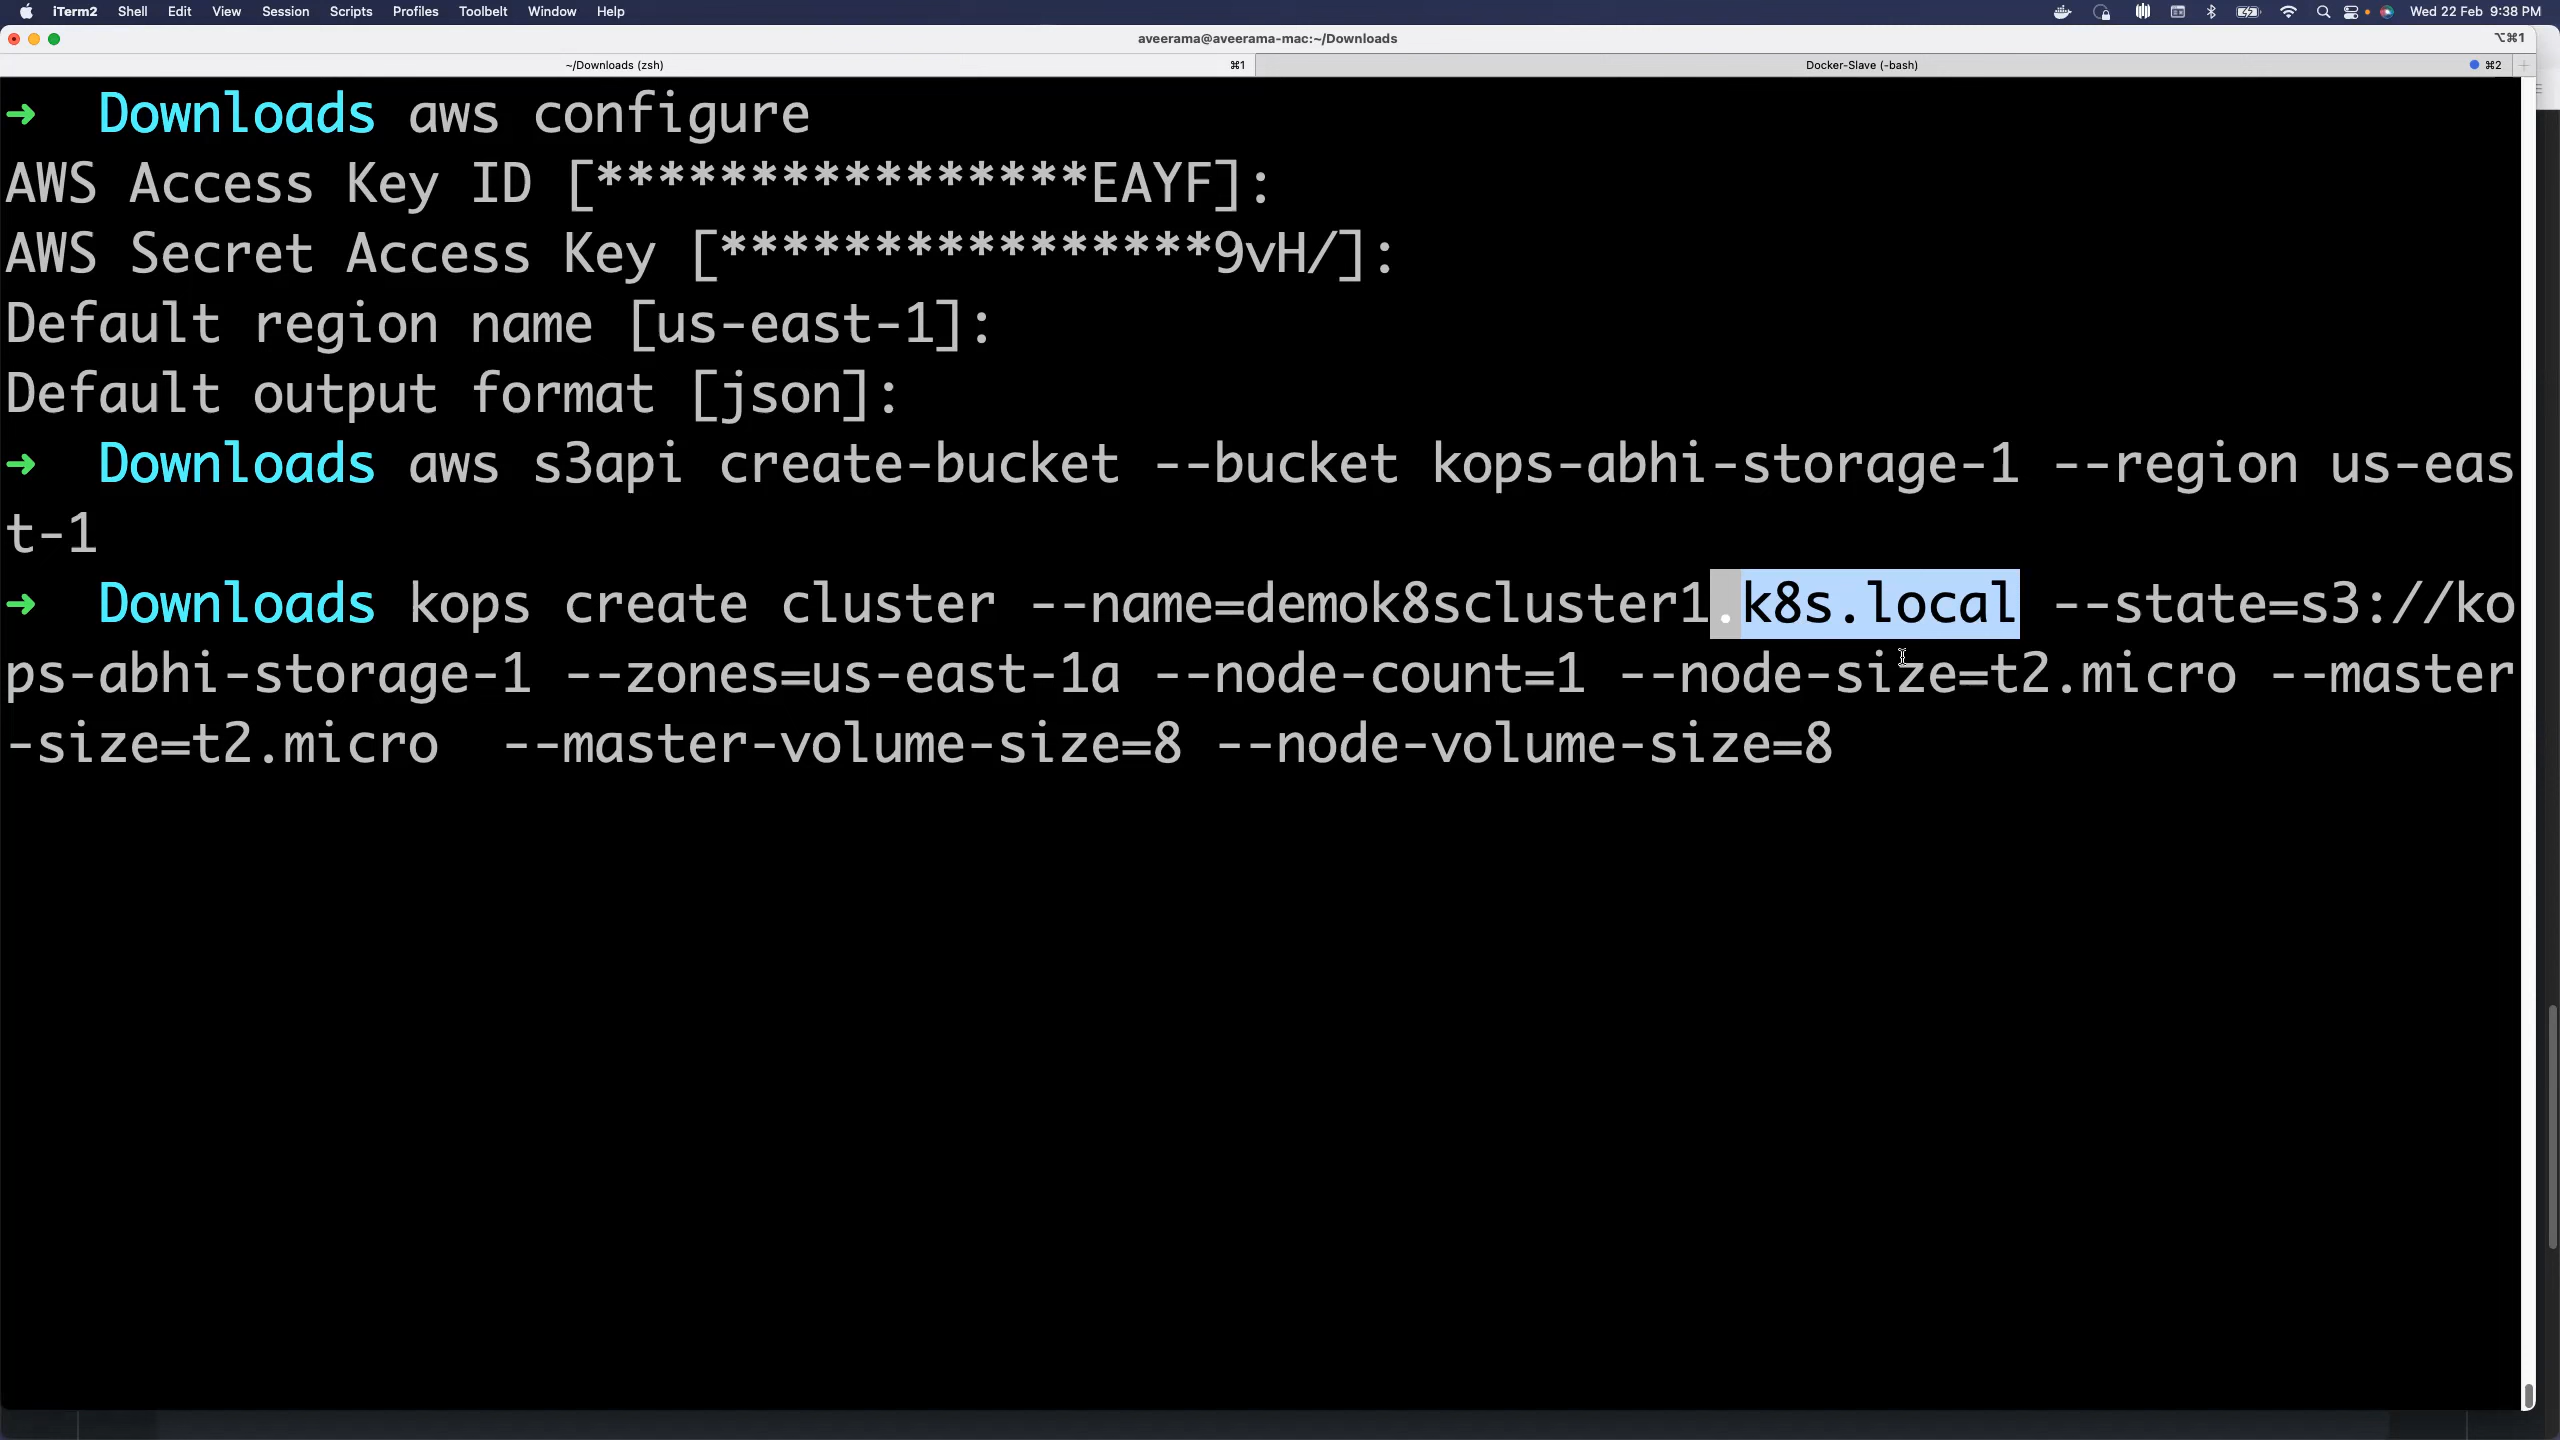 iTerm2 Shell Edit View Session Scripts Profiles Toolbelt Window Help Wed 22 Feb 9:38 PM
aveerama@aveerama-mac:~/Downloads ⌥⌘1
~/Downloads (zsh) ⌘1 Docker-Slave (-bash) ⌘2
➜ Downloads aws configure
AWS Access Key ID [****************EAYF]:
AWS Secret Access Key [****************9vH/]:
Default region name [us-east-1]:
Default output format [json]:
➜ Downloads aws s3api create-bucket --bucket kops-abhi-storage-1 --region us-eas
t-1
➜ Downloads kops create cluster --name=demok8scluster1.k8s.local --state=s3://ko
ps-abhi-storage-1 --zones=us-east-1a --node-count=1 --node-size=t2.micro --master
-size=t2.micro  --master-volume-size=8 --node-volume-size=8